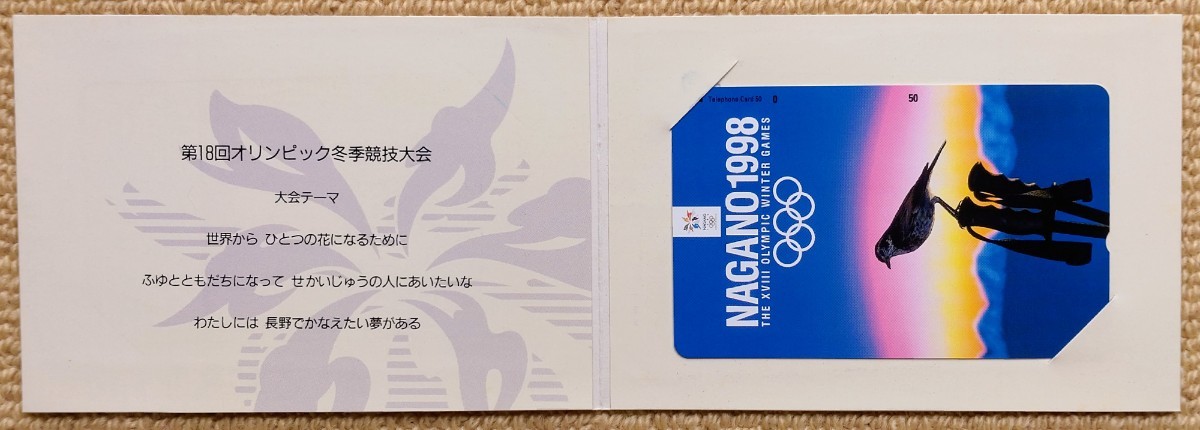 第18回オリンピック冬季競技大会
大会テーマ
世界から ひとつの花になるために
ふゆとともだちになって せかいじゅうの人にあいたいな
わたしには 長野でかなえたい夢がある
Telephone Card 50
0
50
NAGANO1998
THE XVIII OLYMPIC WINTER GAMES